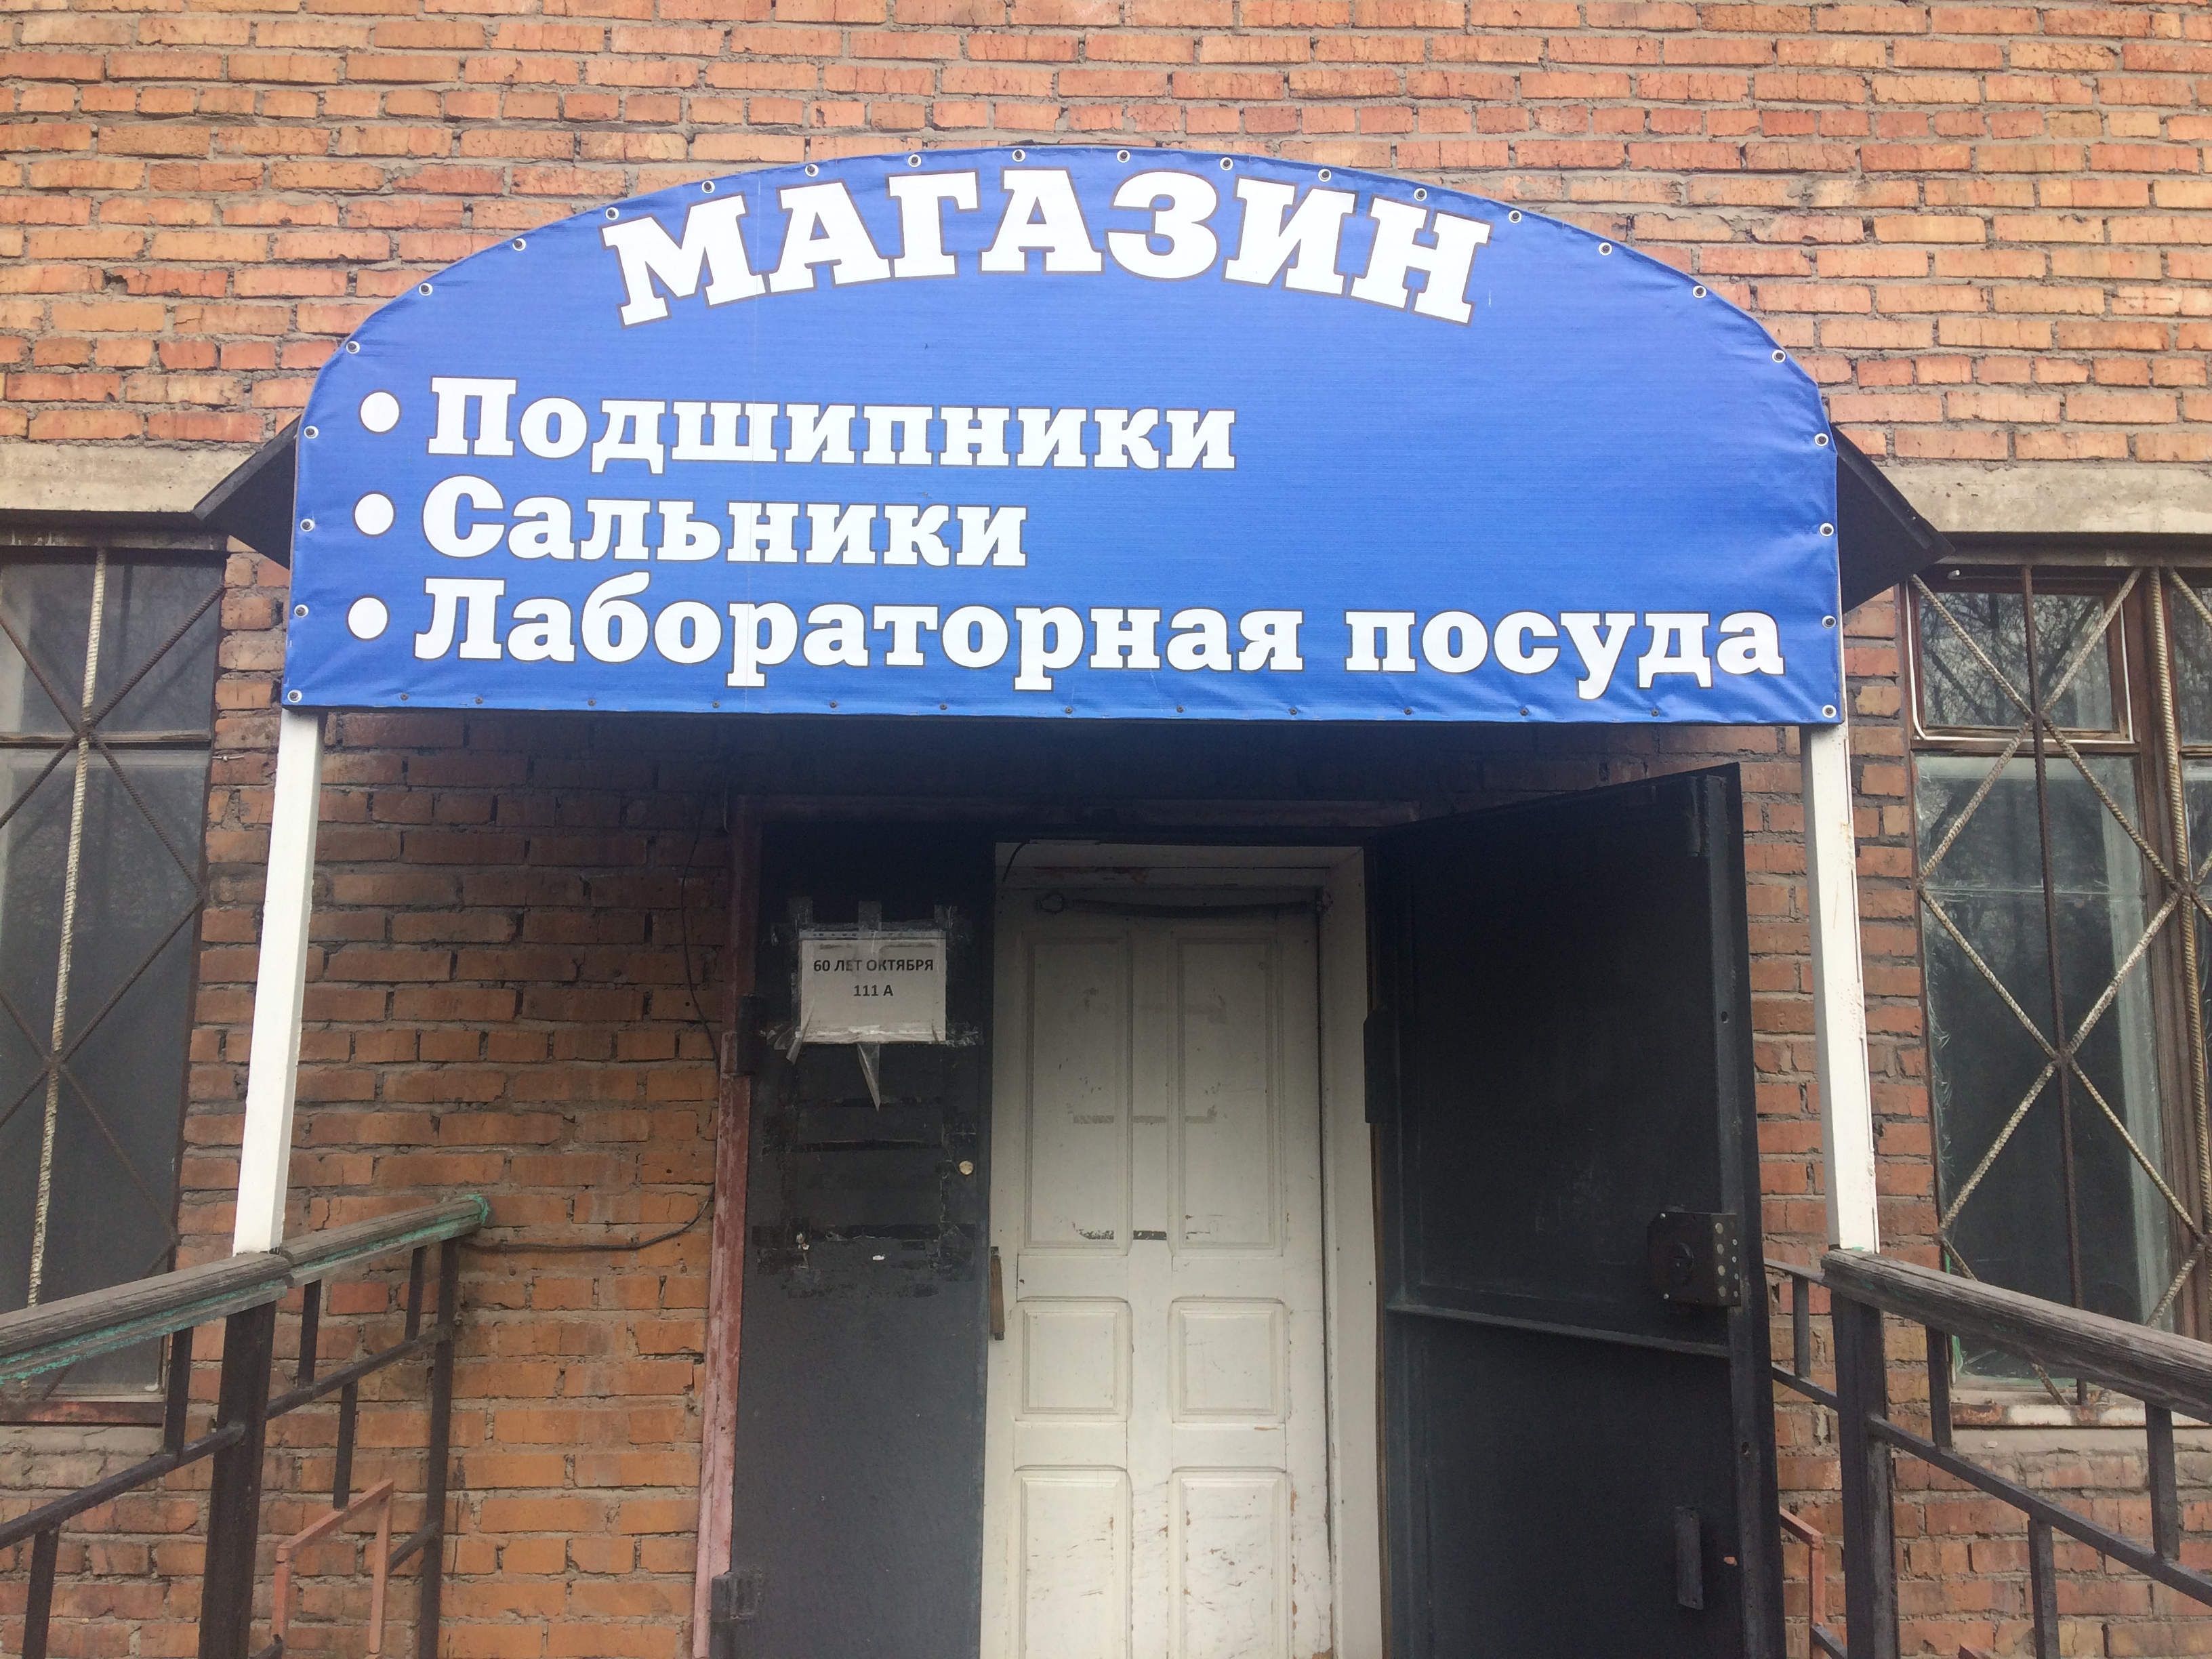 МАГАЗИН
• Подшипники
• Сальники
• Лабораторная посуда
60 ЛЕТ ОКТЯБРЯ
111 А